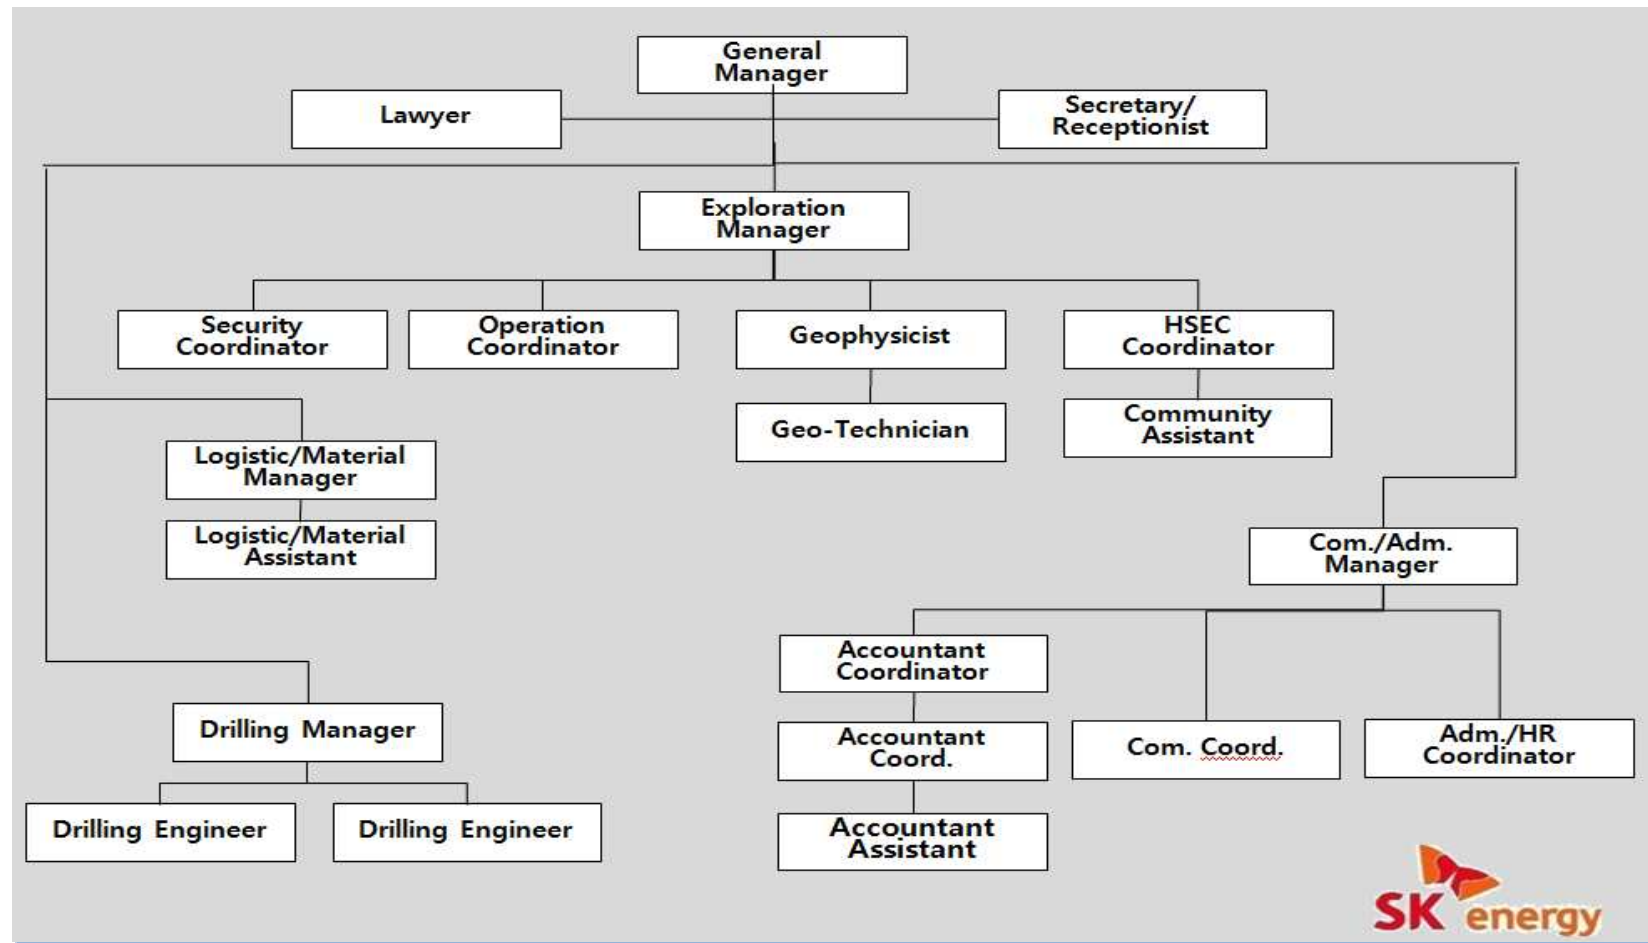 General
Manager
Lawyer
Secretary/
Receptionist
Exploration
Manager
Security
Coordinator
Operation
Coordinator
Geophysicist
HSEC
Coordinator
Geo-Technician
Community
Assistant
Logistic/Material
Manager
Logistic/Material
Assistant
Com./Adm.
Manager
Accountant
Coordinator
Drilling Manager
Accountant
Coord.
Com. Coord.
Adm./HR
Coordinator
Drilling Engineer
Drilling Engineer
Accountant
Assistant
SK energy